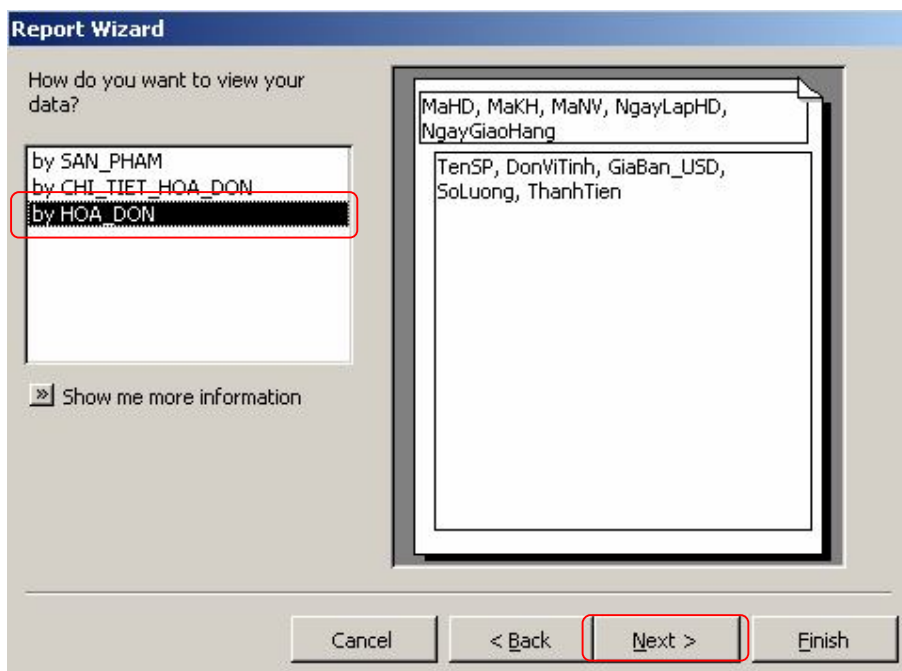 Report Wizard
How do you want to view your
data?
by SAN_PHAM
by CHI_TIET_HOA_DON
by HOA_DON
Show me more information
MaHD, MaKH, MaNV, NgayLapHD,
NgayGiaoHang
TenSP, DonViTinh, GiaBan_USD,
SoLuong, ThanhTien
Cancel
< Back
Next >
Finish